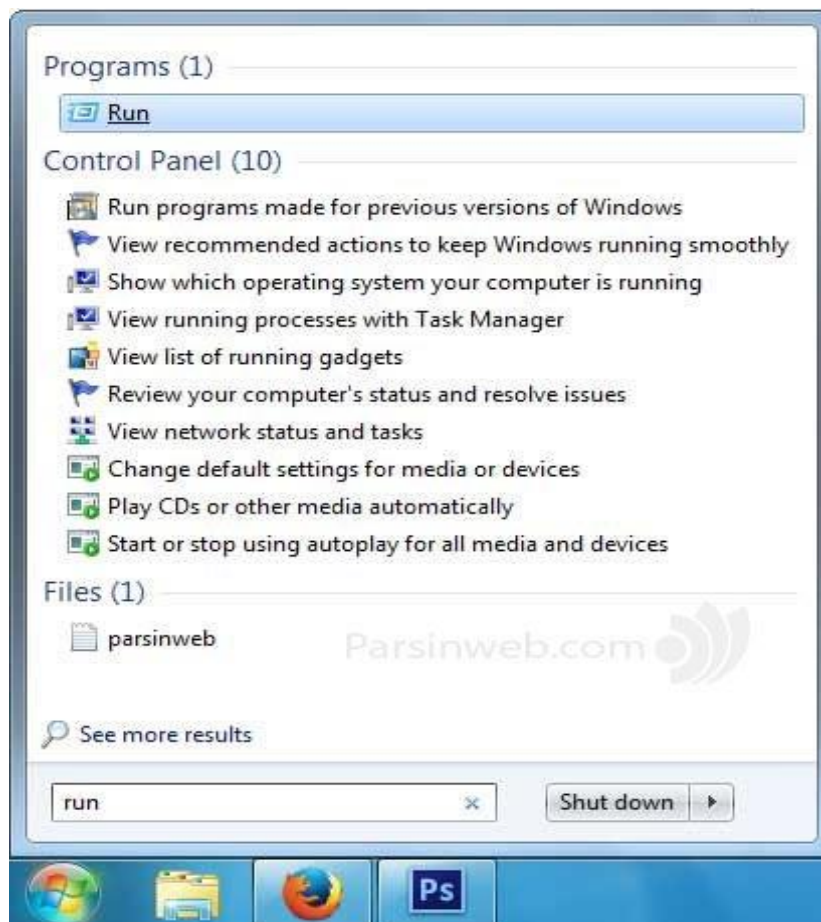 Programs (1)
Run
Control Panel (10)
Run programs made for previous versions of Windows
View recommended actions to keep Windows running smoothly
Show which operating system your computer is running
View running processes with Task Manager
View list of running gadgets
Review your computer's status and resolve issues
View network status and tasks
Change default settings for media or devices
Play CDs or other media automatically
Start or stop using autoplay for all media and devices
Files (1)
parsinweb
Parsinweb.com
See more results
run
Shut down
Ps